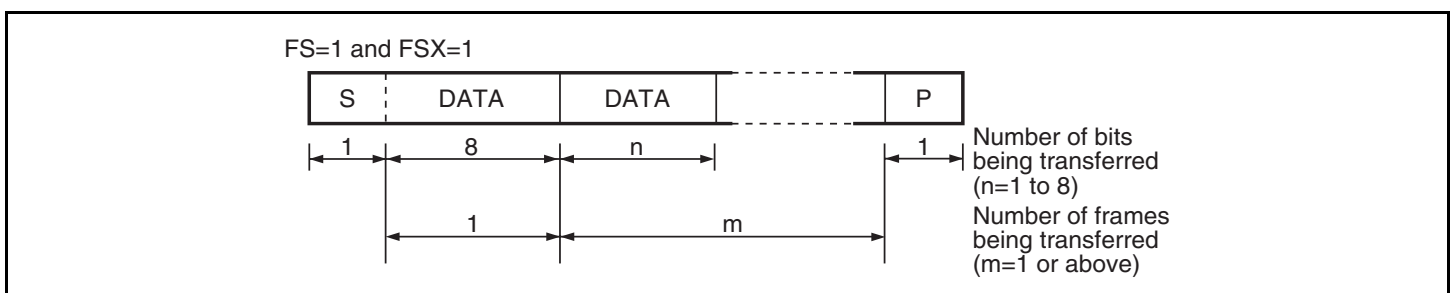 FS=1 and FSX=1
S DATA DATA P
1 8 n 1
Number of bits
being transferred
(n=1 to 8)
1 m
Number of frames
being transferred
(m=1 or above)